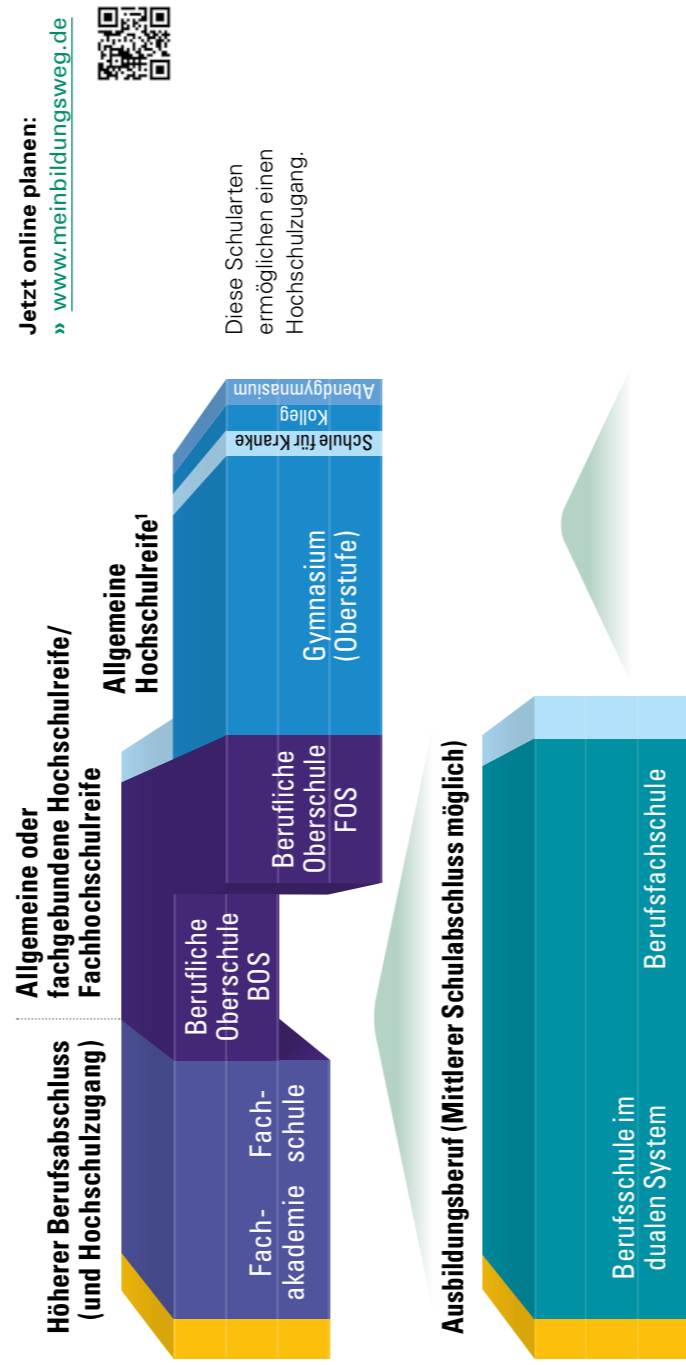 Jetzt online planen:
» www.meinbildungsweg.de
Höherer Berufsabschluss
(und Hochschulzugang)
Allgemeine oder
fachgebundene Hochschulreife/
Fachhochschulreife
Allgemeine
Hochschulreife¹
Diese Schularten
ermöglichen einen
Hochschulzugang.
Fach-
akademie
Fach-
schule
Berufliche
Oberschule
BOS
Berufliche
Oberschule
FOS
Gymnasium
(Oberstufe)
Schule für Kranke
Kolleg
Abendgymnasium
Ausbildungsberuf (Mittlerer Schulabschluss möglich)
Berufsschule im
dualen System
Berufsfachschule